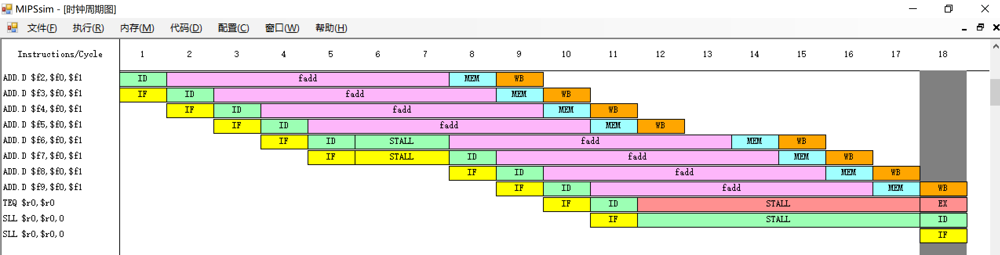 MIPSsim - [时钟周期图]
文件(F) 执行(R) 内存(M) 代码(D) 配置(C) 窗口(W) 帮助(H)
Instructions/Cycle 1 2 3 4 5 6 7 8 9 10 11 12 13 14 15 16 17 18
ADD.D $f2,$f0,$f1 ID fadd MEM WB
ADD.D $f3,$f0,$f1 IF ID fadd MEM WB
ADD.D $f4,$f0,$f1 IF ID fadd MEM WB
ADD.D $f5,$f0,$f1 IF ID fadd MEM WB
ADD.D $f6,$f0,$f1 IF ID STALL fadd MEM WB
ADD.D $f7,$f0,$f1 IF STALL ID fadd MEM WB
ADD.D $f8,$f0,$f1 IF ID fadd MEM WB
ADD.D $f9,$f0,$f1 IF ID fadd MEM WB
TEQ $r0,$r0 IF ID STALL EX
SLL $r0,$r0,0 IF STALL ID
SLL $r0,$r0,0 IF